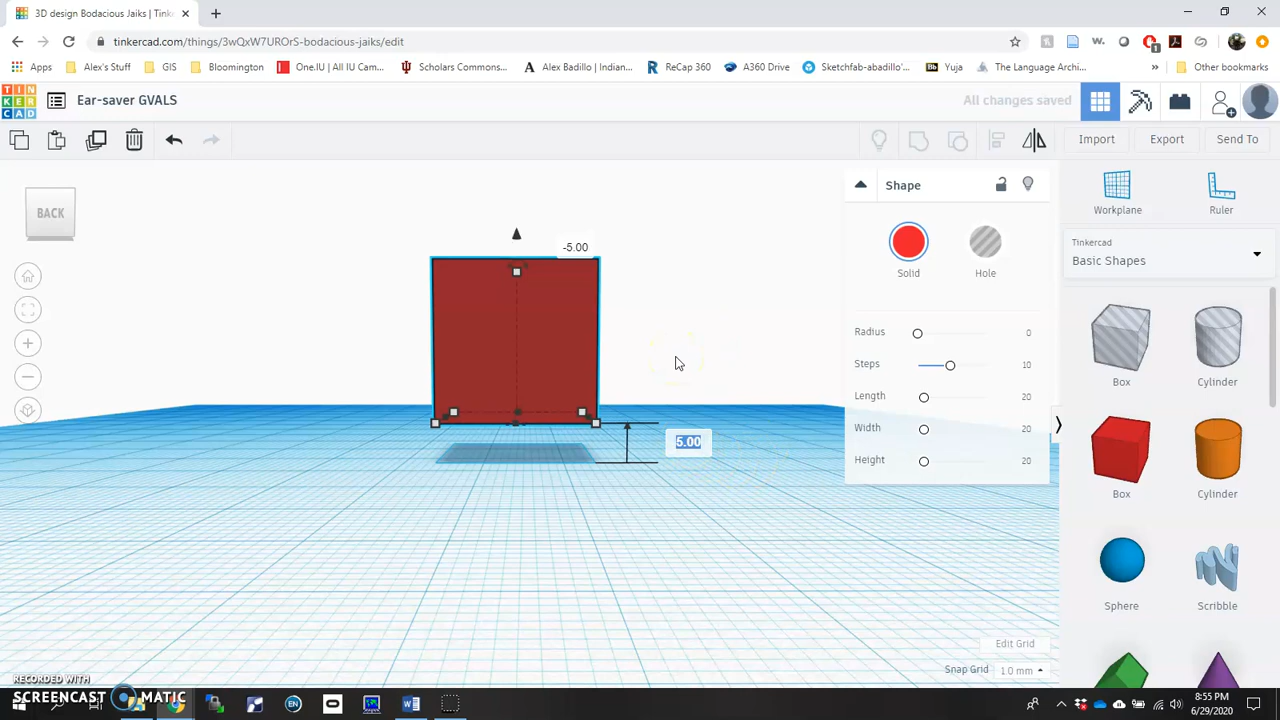 3D design Bodacious Jaiks | Tink
tinkercad.com/things/3wQxW7UROrS-bodacious-jaiks/edit
Apps
Alex's Stuff
GIS
Bloomington
One.IU | All IU Cam...
Scholars Commons...
Alex Badillo | Indian...
ReCap 360
A360 Drive
Sketchfab-abadillo'...
Yuja
The Language Archi...
»
Other bookmarks
TIN
KER
CAD
Ear-saver GVALS
All changes saved
Import
Export
Send To
BACK
-5.00
5.00
Shape
Solid
Hole
Radius 0
Steps 10
Length 20
Width 20
Height 20
Workplane
Ruler
Tinkercad
Basic Shapes
Box
Cylinder
Box
Cylinder
Sphere
Scribble
Edit Grid
Snap Grid 1.0 mm
RECORDED WITH
SCREENCAST MATIC
EN
8:55 PM
6/29/2020